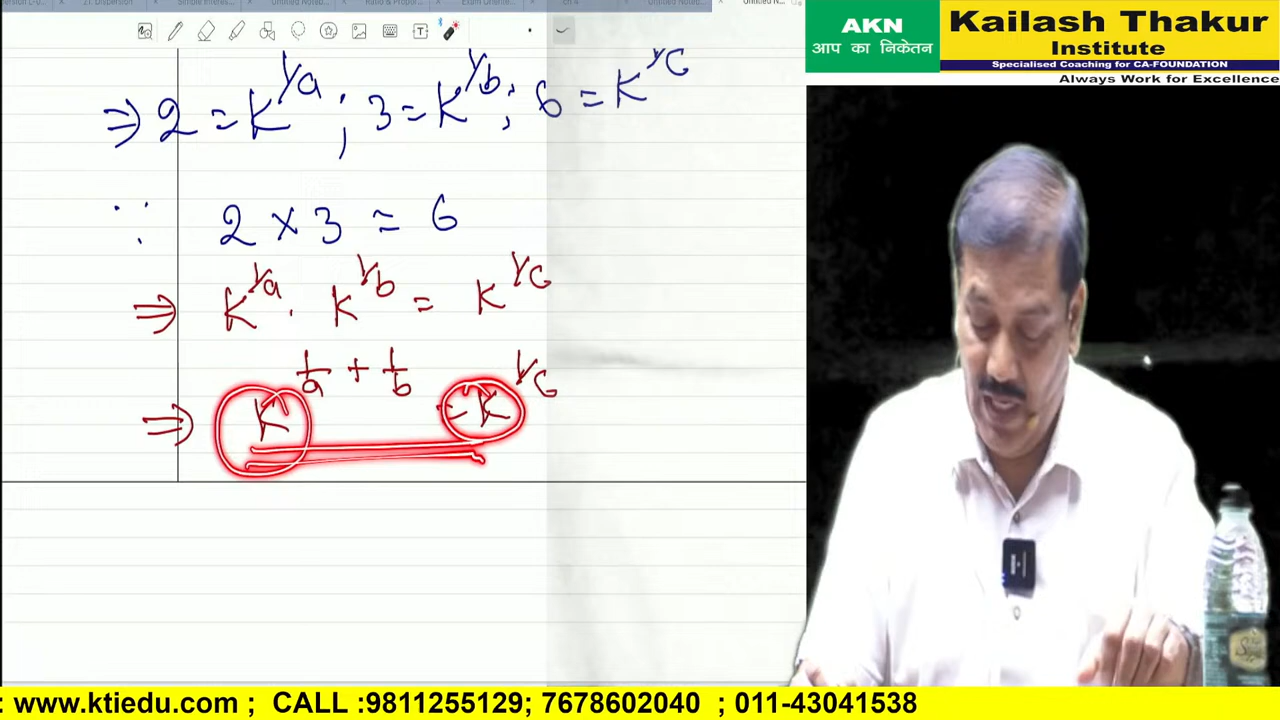 AKN
आप का निकेतन
Kailash Thakur
Institute
Specialised Coaching for CA-FOUNDATION
Always Work for Excellence
⇒ 2 = K^1/a ; 3 = K^1/b ; 6 = K^1/c
∵ 2 × 3 = 6
⇒ K^1/a . K^1/b = K^1/c
⇒ K^1/a + 1/b = K^1/c
: www.ktiedu.com ; CALL :9811255129; 7678602040 ; 011-43041538